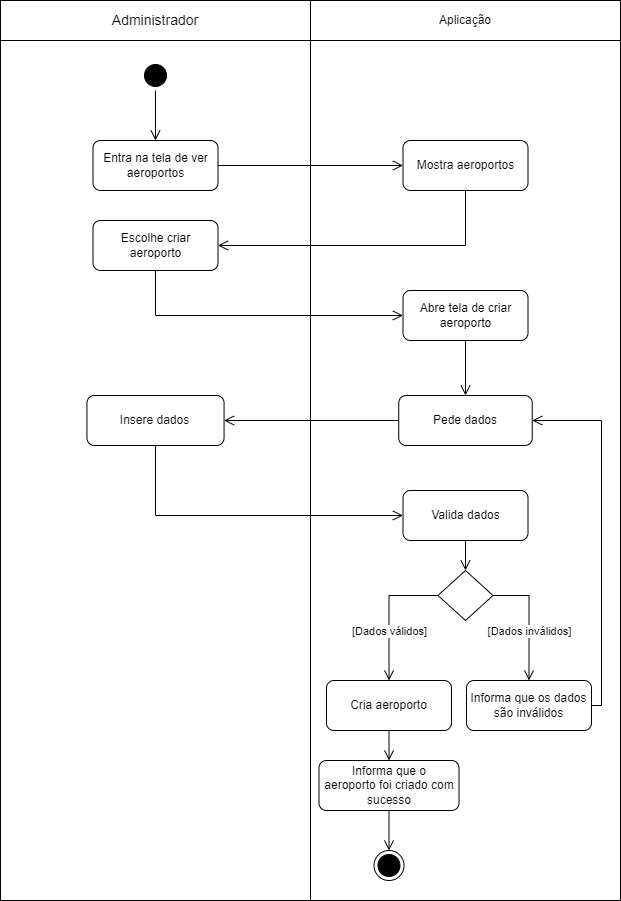 Administrador
Aplicação
Entra na tela de ver
aeroportos
Mostra aeroportos
Escolhe criar
aeroporto
Abre tela de criar
aeroporto
Insere dados
Pede dados
Valida dados
[Dados válidos]
[Dados inválidos]
Cria aeroporto
Informa que os dados
são inválidos
Informa que o
aeroporto foi criado com
sucesso